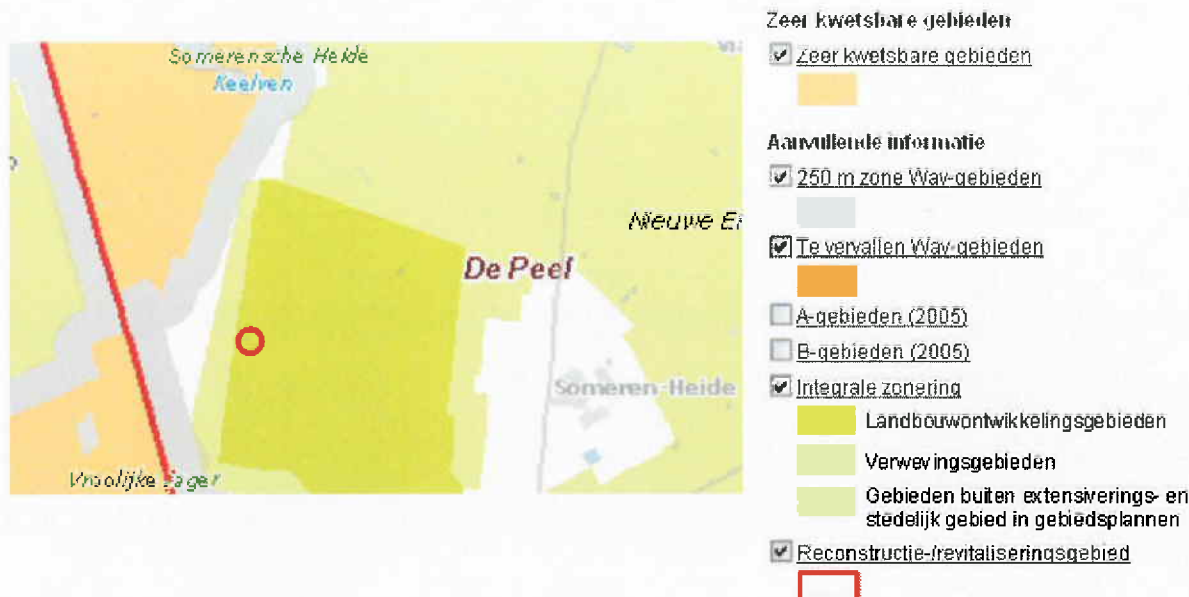 Somerensche Heide
Keelven
Nieuwe Ei
De Peel
Someren-Heide
Vroolijke Jager
Zeer kwetsbare gebieden
Zeer kwetsbare gebieden
Aanvullende informatie
250 m zone Wav-gebieden
Te vervallen Wav-gebieden
A-gebieden (2005)
B-gebieden (2005)
Integrale zonering
Landbouwontwikkelingsgebieden
Verwevingsgebieden
Gebieden buiten extensiverings- en
stedelijk gebied in gebiedsplannen
Reconstructie-/revitaliseringsgebied